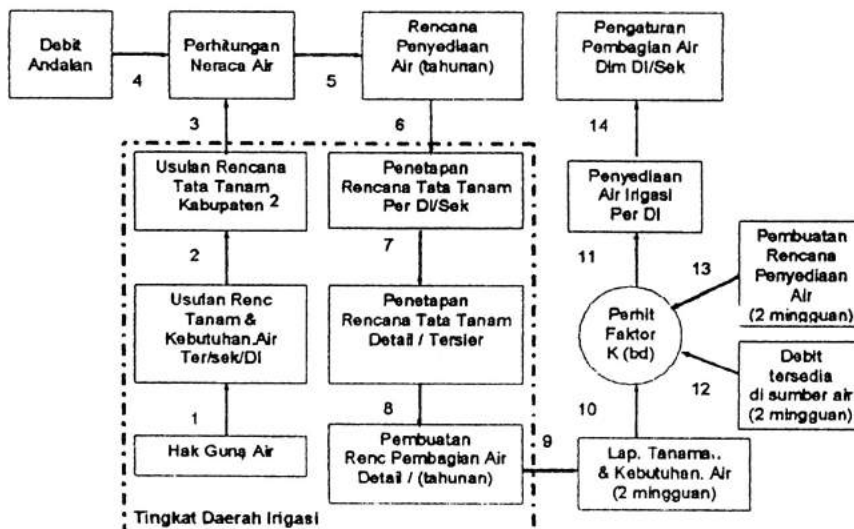 Debit
Andalan
4
Perhitungan
Neraca Air
5
Rencana
Penyediaan
Air (tahunan)
Pengaturan
Pembagian Air
Dlm DI/Sek
3
6
14
Usulan Rencana
Tata Tanam
Kabupaten 2
Penetapan
Rencana Tata Tanam
Per DI/Sek
Penyediaan
Air Irigasi
Per DI
2
7
11
13
Pembuatan
Rencana
Penyediaan
Air
(2 mingguan)
Usulan Renc
Tanam &
Kebutuhan.Air
Ter/sek/DI
Penetapan
Rencana Tata Tanam
Detail / Tersier
Perhit
Faktor
K (bd)
12
Debit
tersedia
di sumber air
(2 mingguan)
1
8
10
Hak Guna Air
Pembuatan
Renc Pembagian Air
Detail / (tahunan)
9
Lap. Tanama..
& Kebutuhan. Air
(2 mingguan)
Tingkat Daerah Irigasi